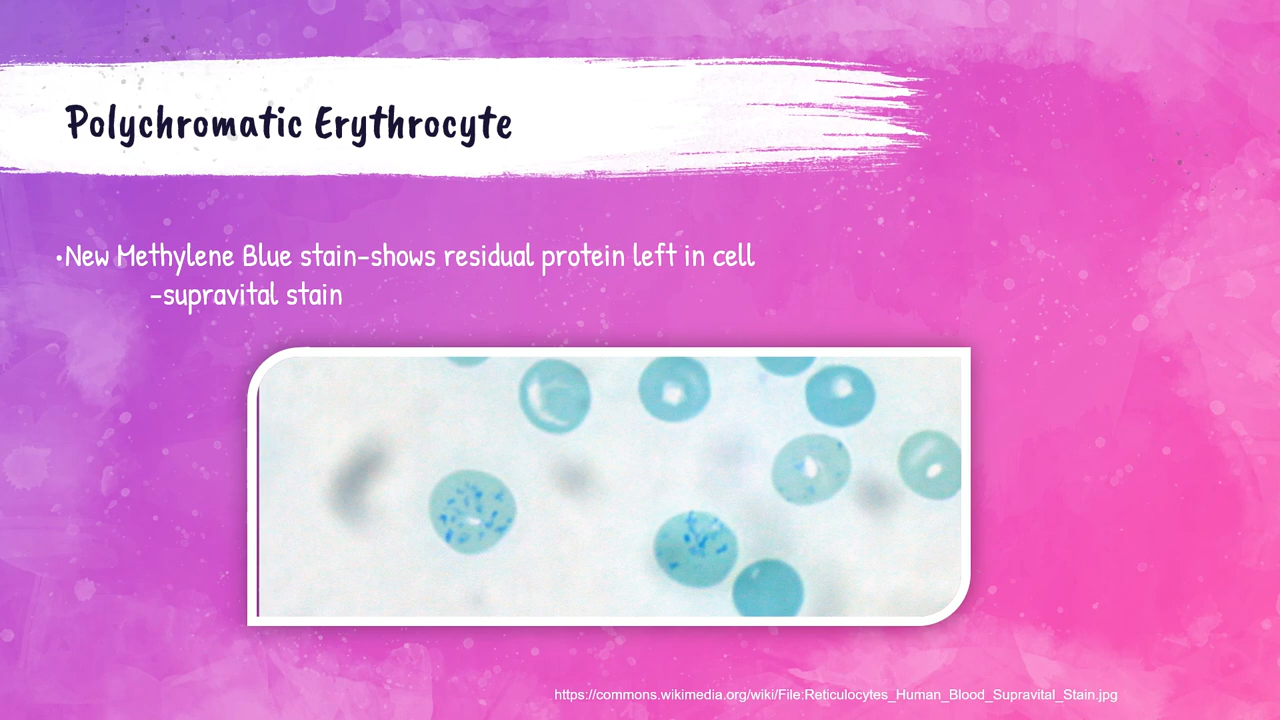 Polychromatic Erythrocyte
•New Methylene Blue stain-shows residual protein left in cell
-supravital stain
https://commons.wikimedia.org/wiki/File:Reticulocytes_Human_Blood_Supravital_Stain.jpg